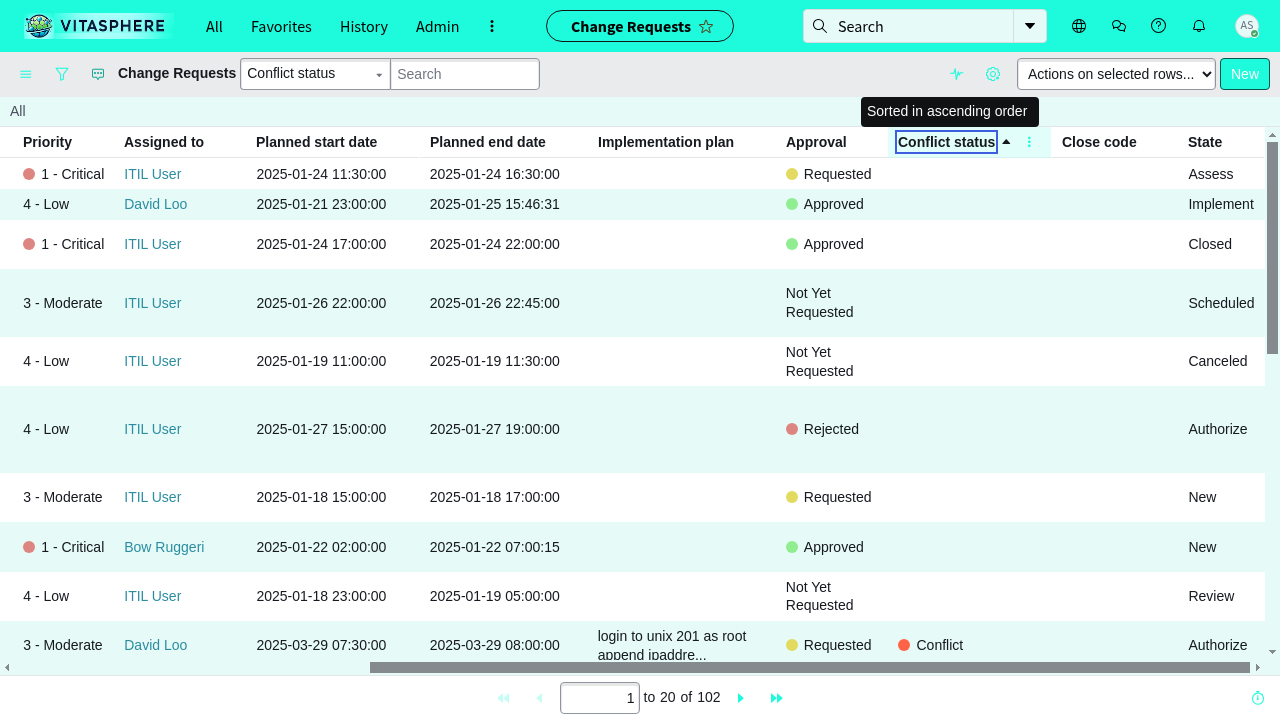 VITASPHERE All Favorites History Admin Change Requests Search AS
Change Requests Conflict status Search Actions on selected rows... New
All
Sorted in ascending order
Priority Assigned to Planned start date Planned end date Implementation plan Approval Conflict status Close code State
1 - Critical ITIL User 2025-01-24 11:30:00 2025-01-24 16:30:00 Requested Assess
4 - Low David Loo 2025-01-21 23:00:00 2025-01-25 15:46:31 Approved Implement
1 - Critical ITIL User 2025-01-24 17:00:00 2025-01-24 22:00:00 Approved Closed
3 - Moderate ITIL User 2025-01-26 22:00:00 2025-01-26 22:45:00 Not Yet Scheduled
Requested
4 - Low ITIL User 2025-01-19 11:00:00 2025-01-19 11:30:00 Not Yet Canceled
Requested
4 - Low ITIL User 2025-01-27 15:00:00 2025-01-27 19:00:00 Rejected Authorize
3 - Moderate ITIL User 2025-01-18 15:00:00 2025-01-18 17:00:00 Requested New
1 - Critical Bow Ruggeri 2025-01-22 02:00:00 2025-01-22 07:00:15 Approved New
4 - Low ITIL User 2025-01-18 23:00:00 2025-01-19 05:00:00 Not Yet Review
Requested
3 - Moderate David Loo 2025-03-29 07:30:00 2025-03-29 08:00:00 login to unix 201 as root Requested Conflict Authorize
append ipaddre...
1 to 20 of 102